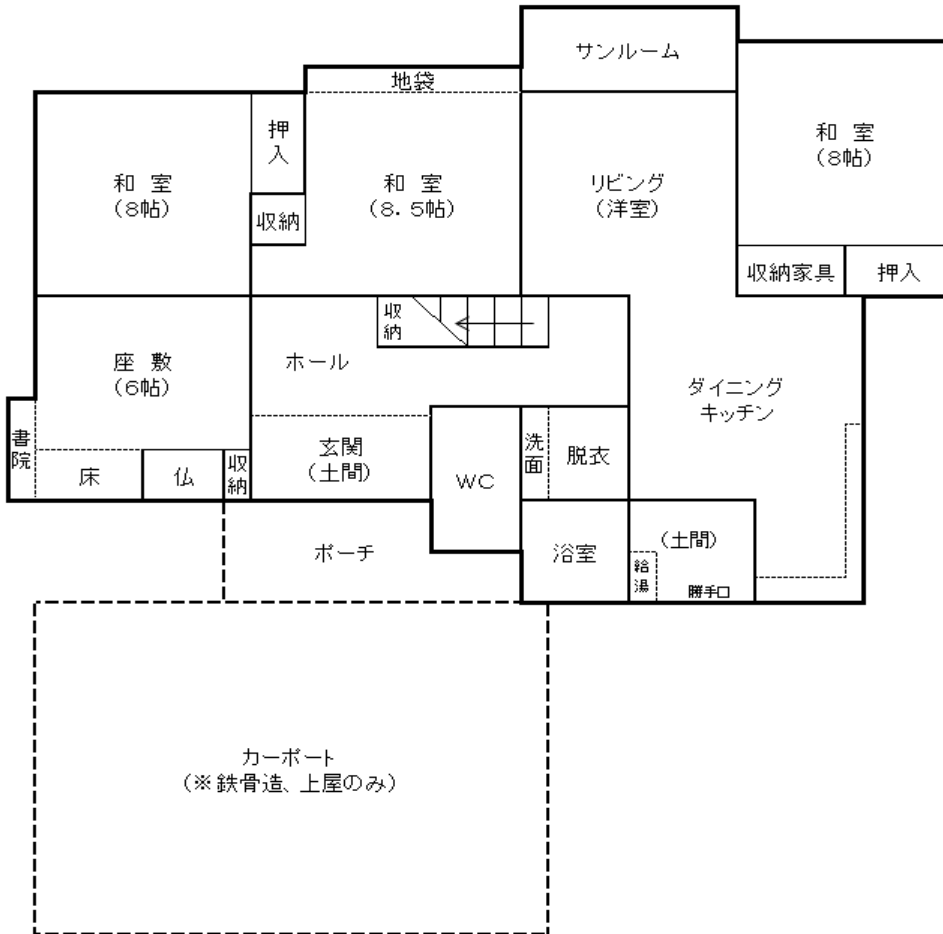 サンルーム
地袋
和 室
(8帖)
押
入
和 室
(8帖)
和 室
(8.5帖)
リビング
(洋室)
収納
収納家具
押入
収
納
座 敷
(6帖)
ホール
ダイニング
キッチン
書
院
床
仏
収
納
玄関
(土間)
WC
洗
面
脱衣
ポーチ
浴室
(土間)
給
湯
勝手口
カーポート
(※鉄骨造、上屋のみ)